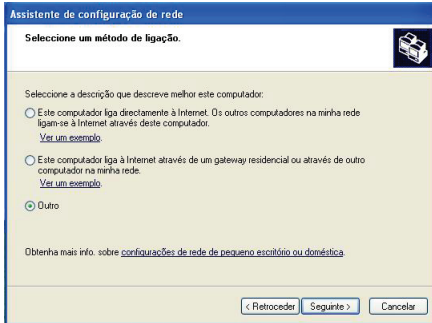 Assistente de configuração de rede
Seleccione um método de ligação.
Seleccione a descrição que descreve melhor este computador:
Este computador liga directamente à Internet. Os outros computadores na minha rede
ligam-se à Internet através deste computador.
Ver um exemplo.
Este computador liga à Internet através de um gateway residencial ou através de outro
computador na minha rede.
Ver um exemplo.
Outro
Obtenha mais info. sobre configurações de rede de pequeno escritório ou doméstica.
< Retroceder Seguinte > Cancelar